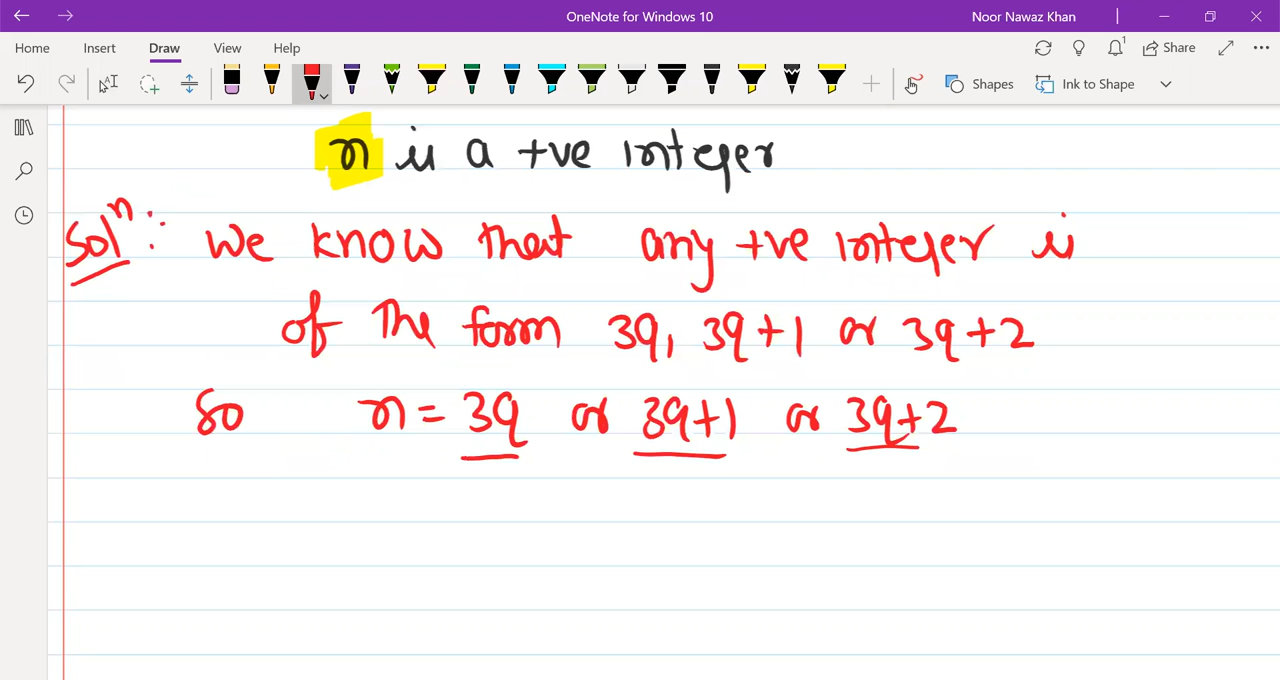 OneNote for Windows 10
Noor Nawaz Khan
Home Insert Draw View Help
1
Share
Shapes
Ink to Shape
n is a +ve integer
Solⁿ: We know that any +ve integer is
of the form 3q, 3q+1 or 3q+2
So n = 3q or 3q+1 or 3q+2